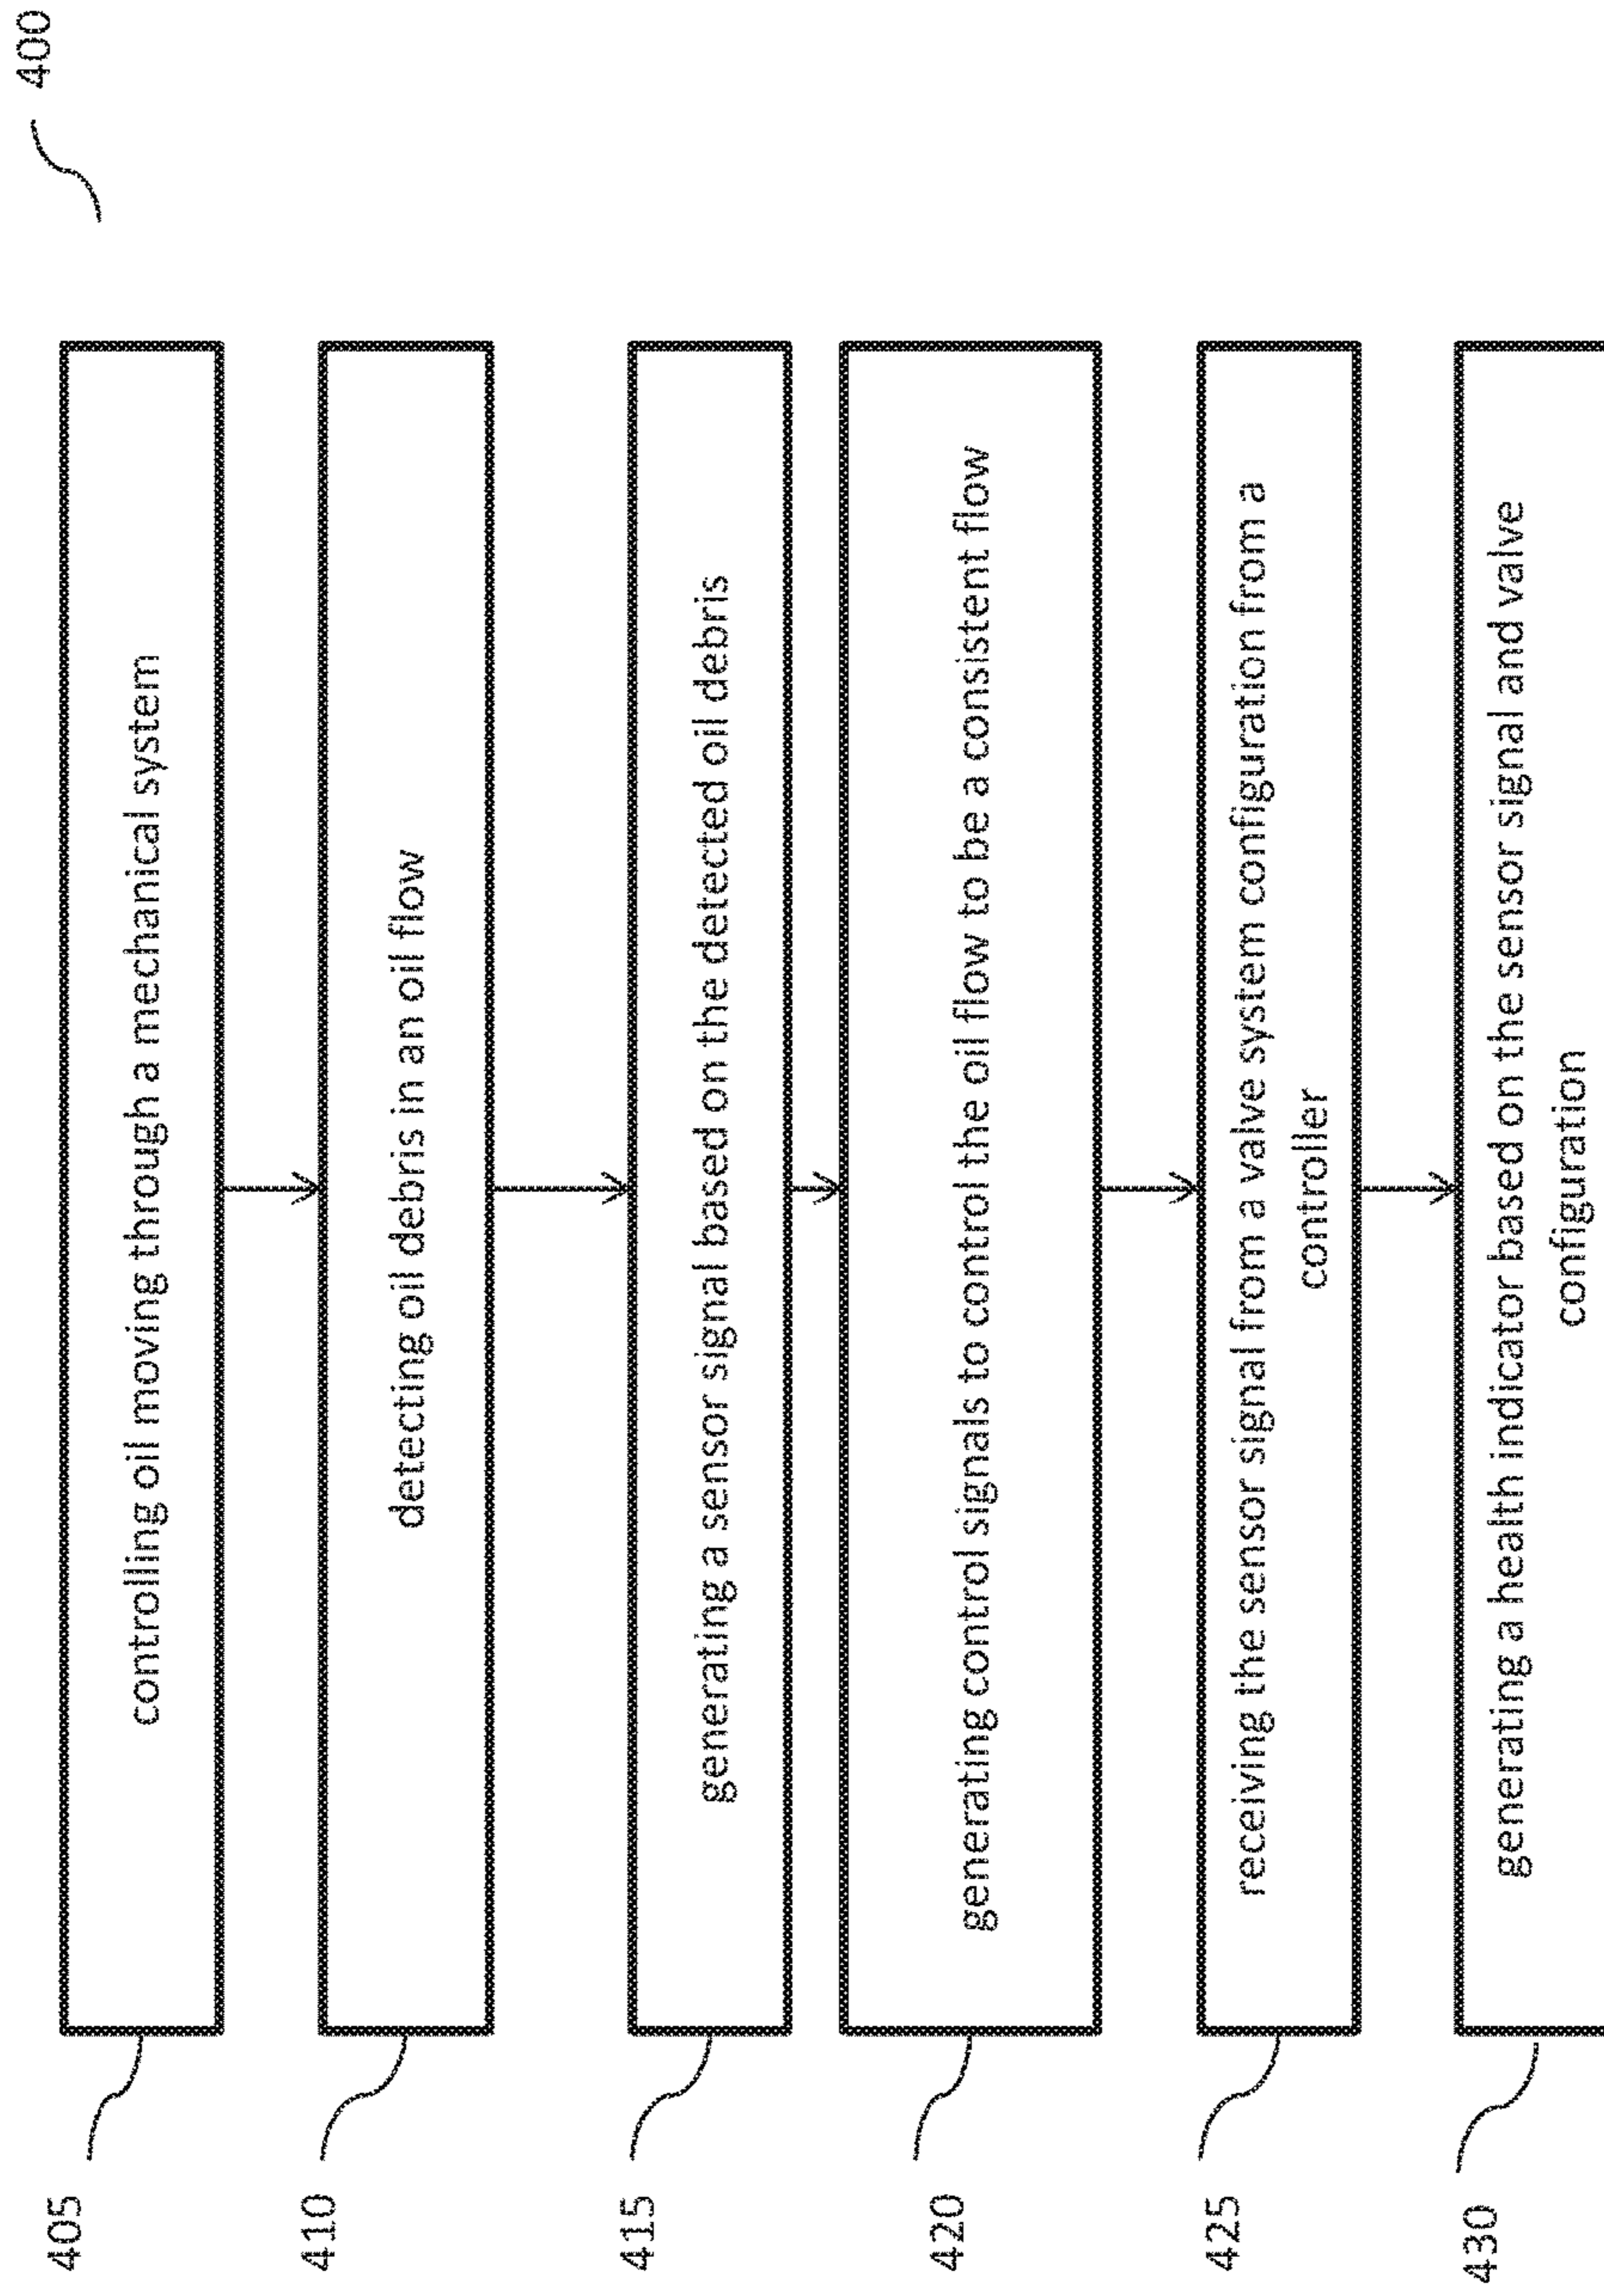 400
405
controlling oil moving through a mechanical system
410
detecting oil debris in an oil flow
415
generating a sensor signal based on the detected oil debris
420
generating control signals to control the oil flow to be a consistent flow
425
receiving the sensor signal from a valve system configuration from a
controller
430
generating a health indicator based on the sensor signal and valve
configuration